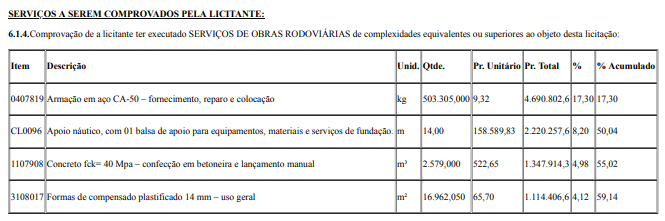 SERVIÇOS A SEREM COMPROVADOS PELA LICITANTE:
6.1.4.Comprovação de a licitante ter executado SERVIÇOS DE OBRAS RODOVIÁRIAS de complexidades equivalentes ou superiores ao objeto desta licitação:
Item Descrição Unid. Qtde. Pr. Unitário Pr. Total % % Acumulado
0407819 Armação em aço CA-50 – fornecimento, reparo e colocação kg 503.305,000 9,32 4.690.802,6 17,30 17,30
CL0096 Apoio náutico, com 01 balsa de apoio para equipamentos, materiais e serviços de fundação. m 14,00 158.589,83 2.220.257,6 8,20 50,04
1107908 Concreto fck= 40 Mpa – confecção em betoneira e lançamento manual m³ 2.579,000 522,65 1.347.914,3 4,98 55,02
3108017 Formas de compensado plastificado 14 mm – uso geral m² 16.962,050 65,70 1.114.406,6 4,12 59,14